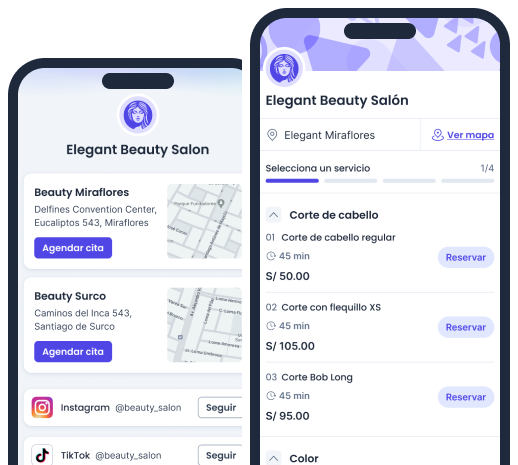 Elegant Beauty Salon
Beauty Miraflores
Delfines Convention Center,
Eucaliptos 543, Miraflores
Agendar cita
Beauty Surco
Caminos del Inca 543,
Santiago de Surco
Agendar cita
Instagram @beauty_salon
Seguir
TikTok @beauty_salon
Seguir
Elegant Beauty Salón
Elegant Miraflores
Ver mapa
Selecciona un servicio
1/4
Corte de cabello
01 Corte de cabello regular
45 min
Reservar
S/ 50.00
02 Corte con flequillo XS
45 min
Reservar
S/ 105.00
03 Corte Bob Long
45 min
Reservar
S/ 95.00
Color